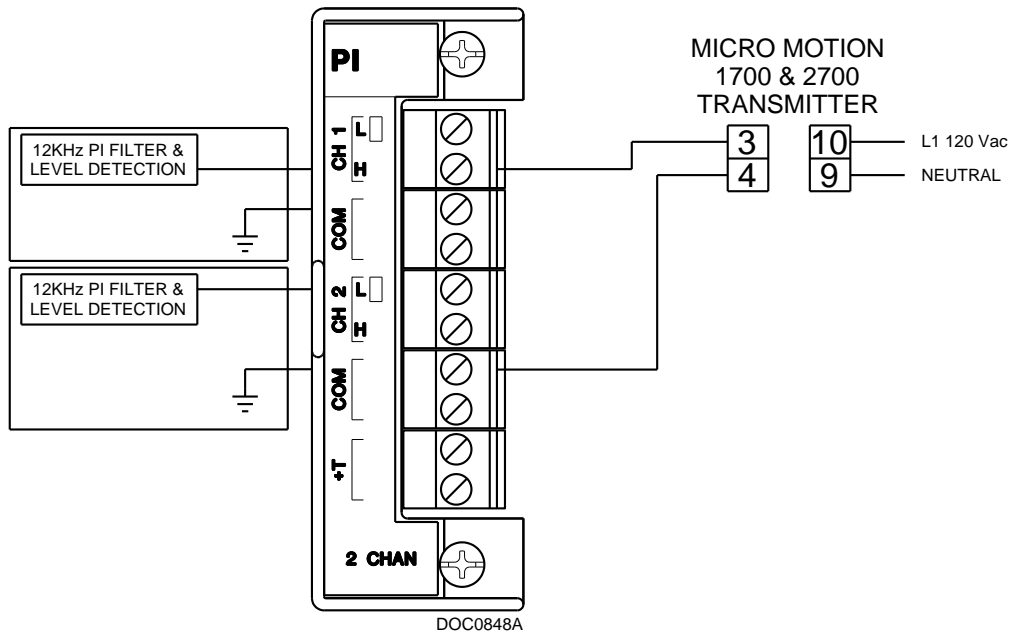 PI
MICRO MOTION
1700 & 2700
TRANSMITTER
CH 1
L
H
12KHz PI FILTER &
LEVEL DETECTION
3
4
10
9
L1 120 Vac
NEUTRAL
COM
12KHz PI FILTER &
LEVEL DETECTION
CH 2
L
H
COM
+T
2 CHAN
DOC0848A